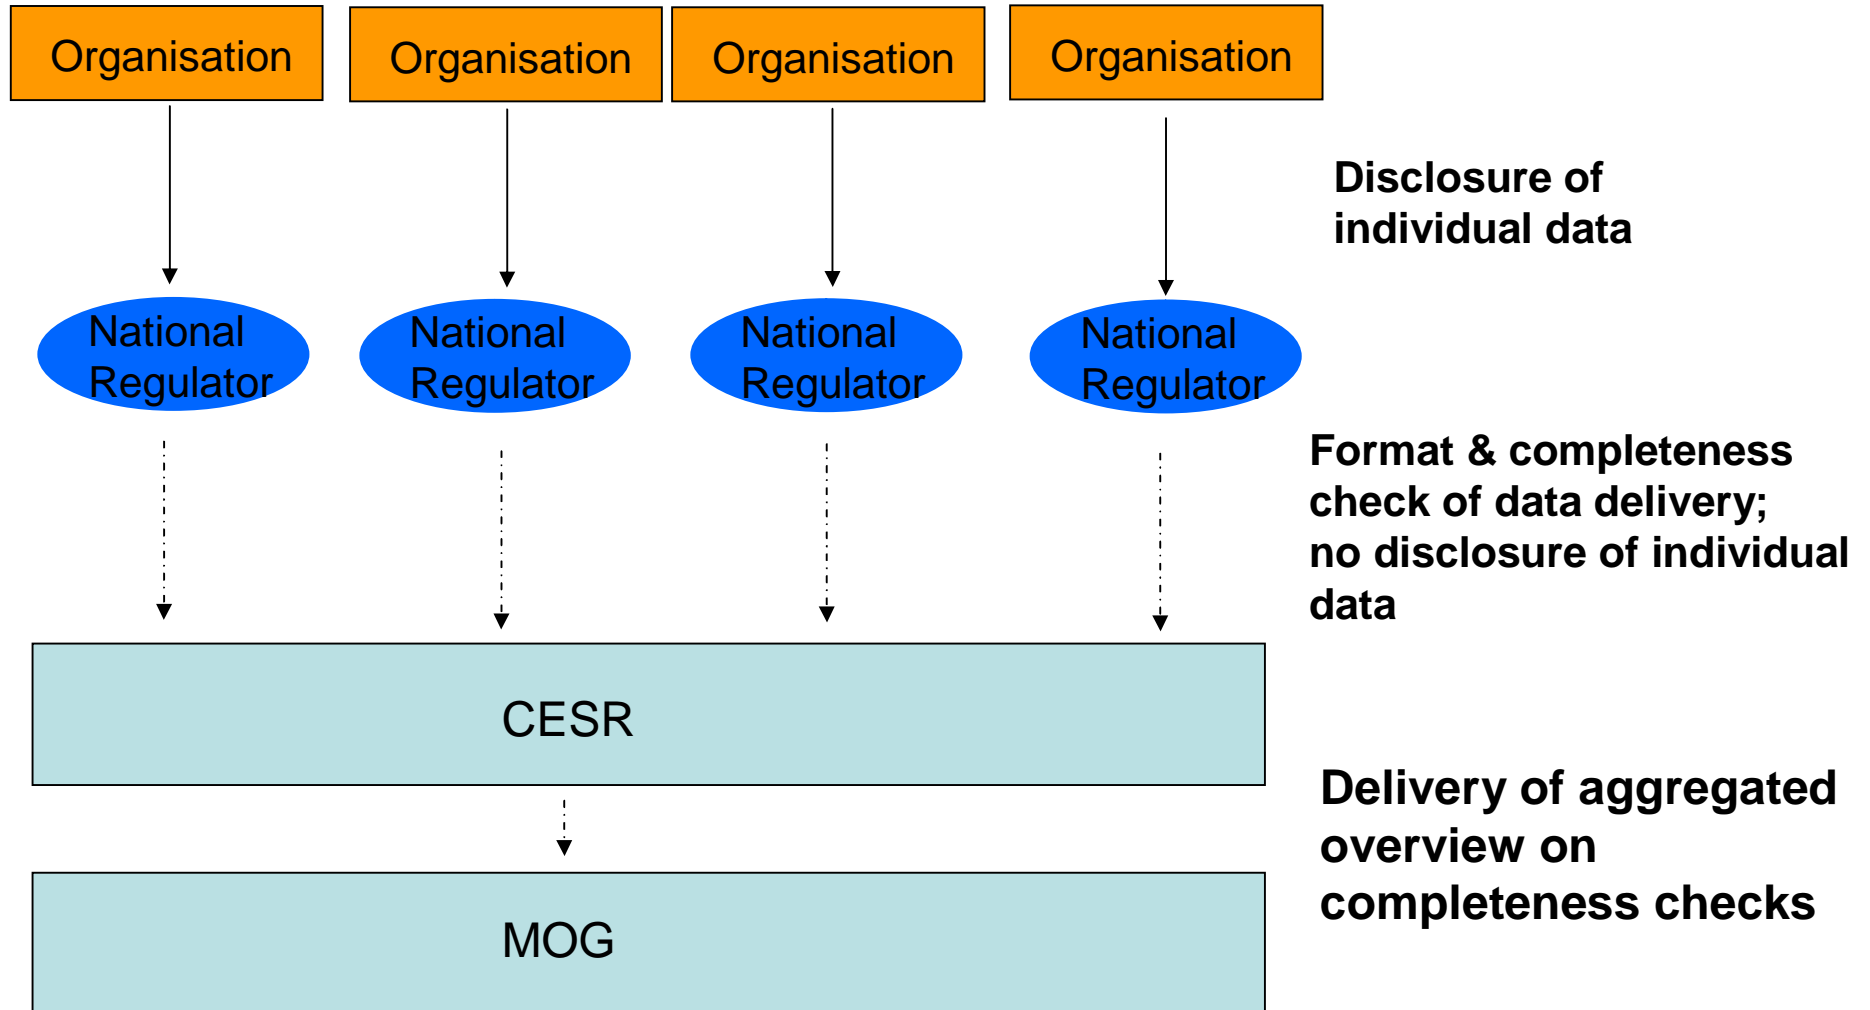 Organisation
Organisation
Organisation
Organisation
Disclosure of
individual data
National
Regulator
National
Regulator
National
Regulator
National
Regulator
Format & completeness
check of data delivery;
no disclosure of individual
data
CESR
Delivery of aggregated
overview on
completeness checks
MOG